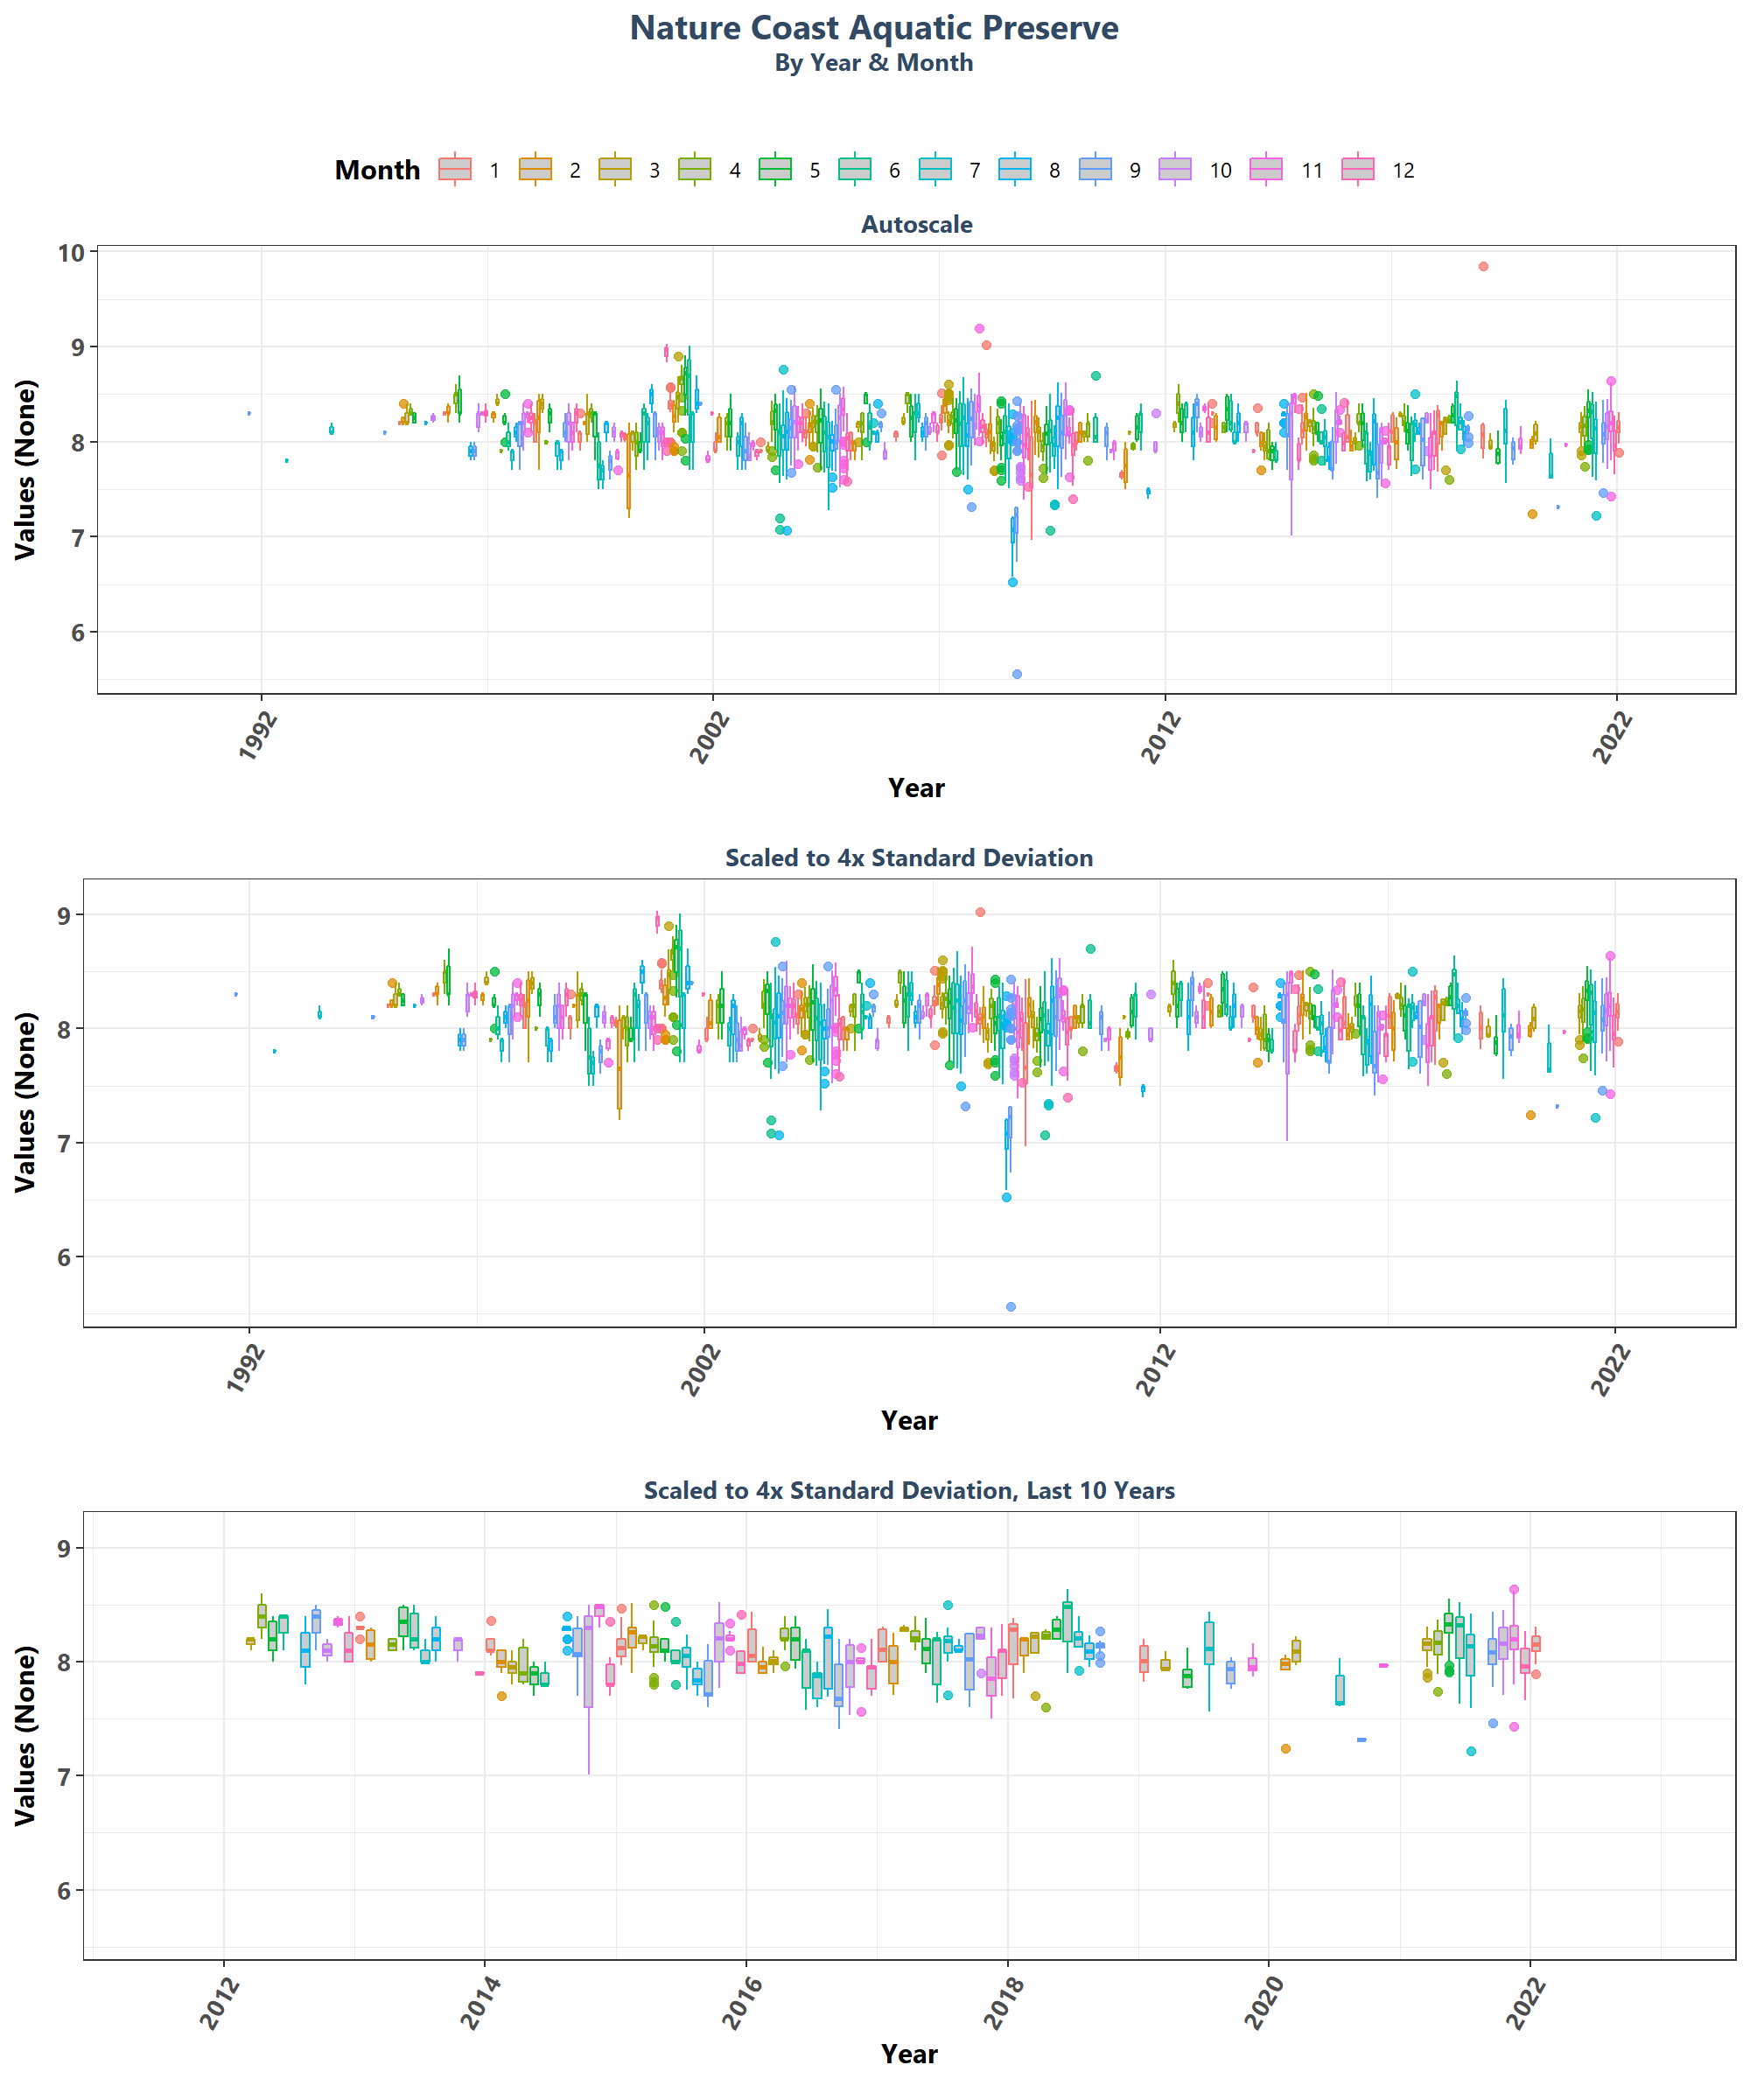 Nature Coast Aquatic Preserve
By Year & Month
Month 1 2 3 4 5 6 7 8 9 10 11 12
Autoscale
10
9
8
7
6
Values (None)
1992 2002 2012 2022
Year
Scaled to 4x Standard Deviation
9
8
7
6
Values (None)
1992 2002 2012 2022
Year
Scaled to 4x Standard Deviation, Last 10 Years
9
8
7
6
Values (None)
2012 2014 2016 2018 2020 2022
Year